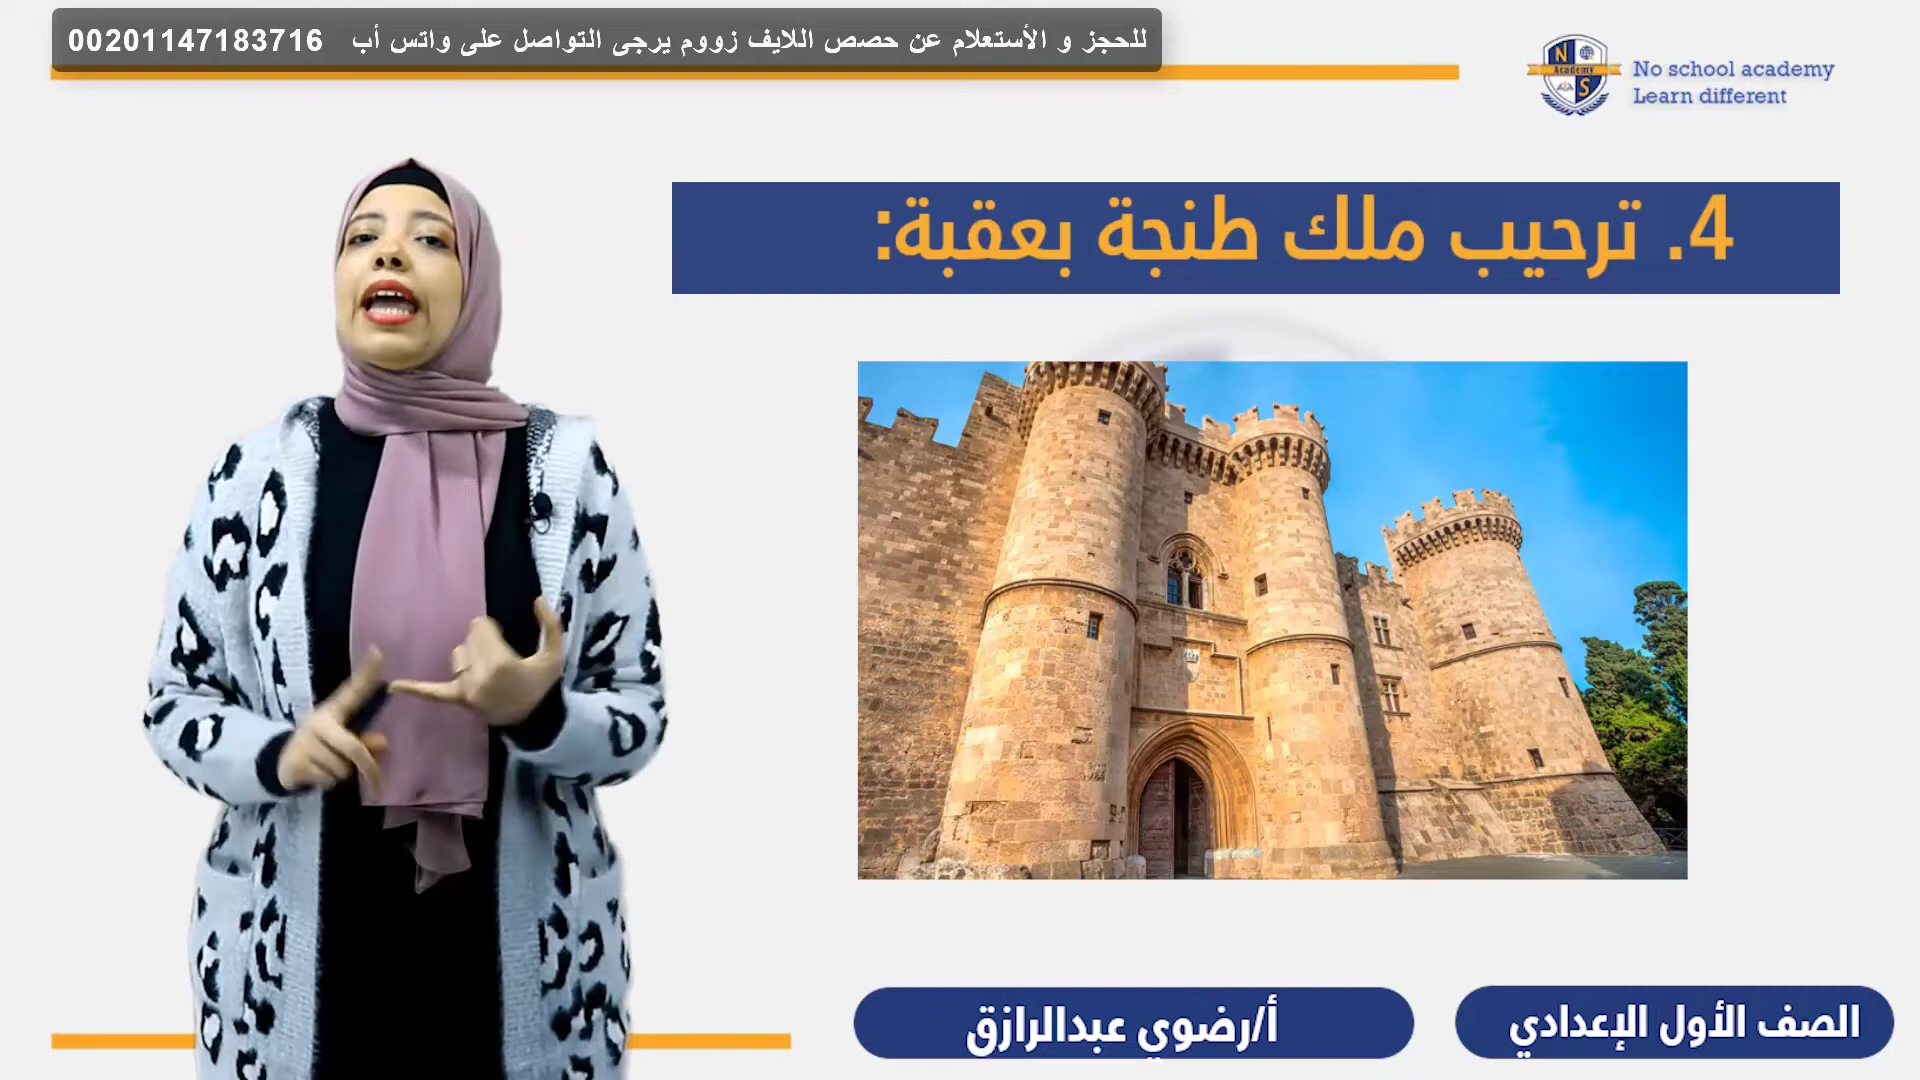 للحجز و الأستعلام عن حصص اللايف زووم يرجى التواصل على واتس أب 00201147183716
N
S
Academy
No school academy
Learn different
4. ترحيب ملك طنجة بعقبة:
أ/رضوي عبدالرازق
الصف الأول الإعدادي